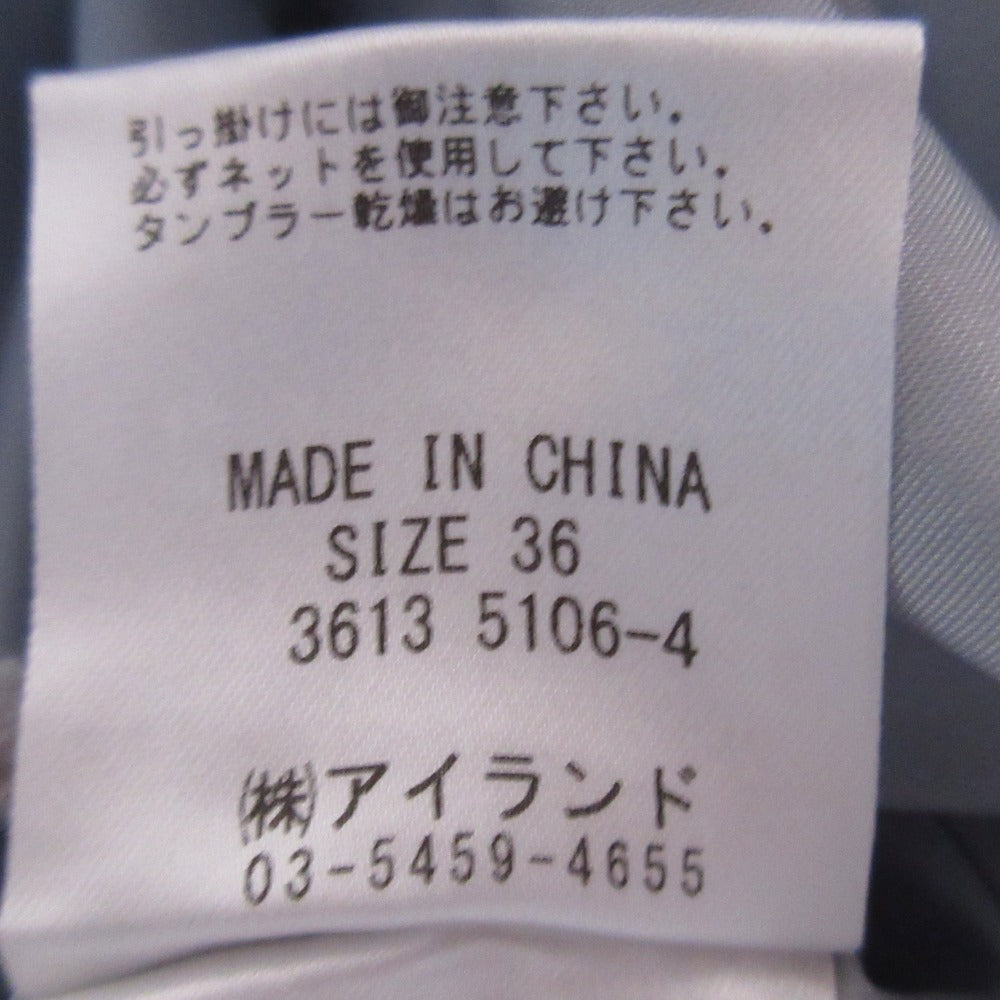 引っ掛けには御注意下さい。
必ずネットを使用して下さい。
タンブラー乾燥はお避け下さい。
MADE IN CHINA
SIZE 36
3613 5106-4
㈱アイランド
03-5459-4655